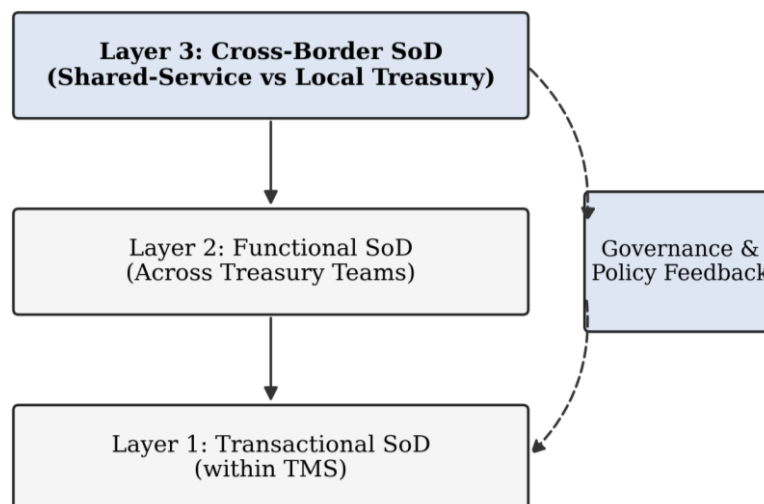 Layer 3: Cross-Border SoD
(Shared-Service vs Local Treasury)
Layer 2: Functional SoD
(Across Treasury Teams)
Governance &
Policy Feedback
Layer 1: Transactional SoD
(within TMS)